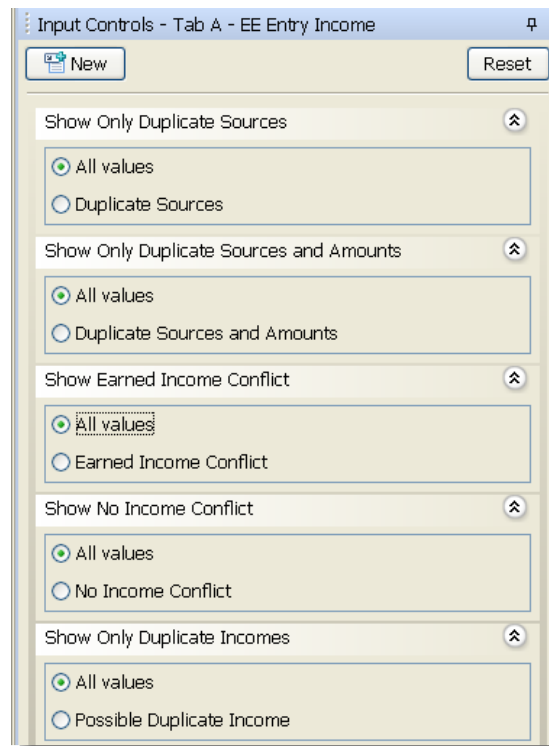 Input Controls - Tab A - EE Entry Income
New Reset
Show Only Duplicate Sources
All values
Duplicate Sources
Show Only Duplicate Sources and Amounts
All values
Duplicate Sources and Amounts
Show Earned Income Conflict
All values
Earned Income Conflict
Show No Income Conflict
All values
No Income Conflict
Show Only Duplicate Incomes
All values
Possible Duplicate Income